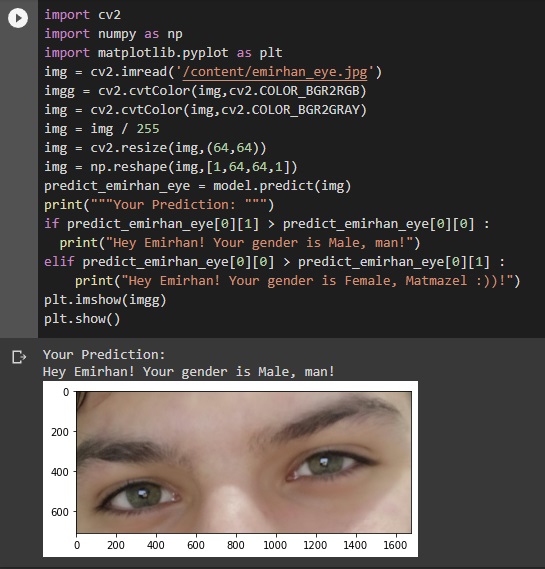 import cv2
import numpy as np
import matplotlib.pyplot as plt
img = cv2.imread('/content/emirhan_eye.jpg')
imgg = cv2.cvtColor(img,cv2.COLOR_BGR2RGB)
img = cv2.cvtColor(img,cv2.COLOR_BGR2GRAY)
img = img / 255
img = cv2.resize(img,(64,64))
img = np.reshape(img,[1,64,64,1])
predict_emirhan_eye = model.predict(img)
print("""Your Prediction: """)
if predict_emirhan_eye[0][1] > predict_emirhan_eye[0][0] :
  print("Hey Emirhan! Your gender is Male, man!")
elif predict_emirhan_eye[0][0] > predict_emirhan_eye[0][1] :
    print("Hey Emirhan! Your gender is Female, Matmazel :))!")
plt.imshow(imgg)
plt.show()
Your Prediction:
Hey Emirhan! Your gender is Male, man!
0
200
400
600
0 200 400 600 800 1000 1200 1400 1600